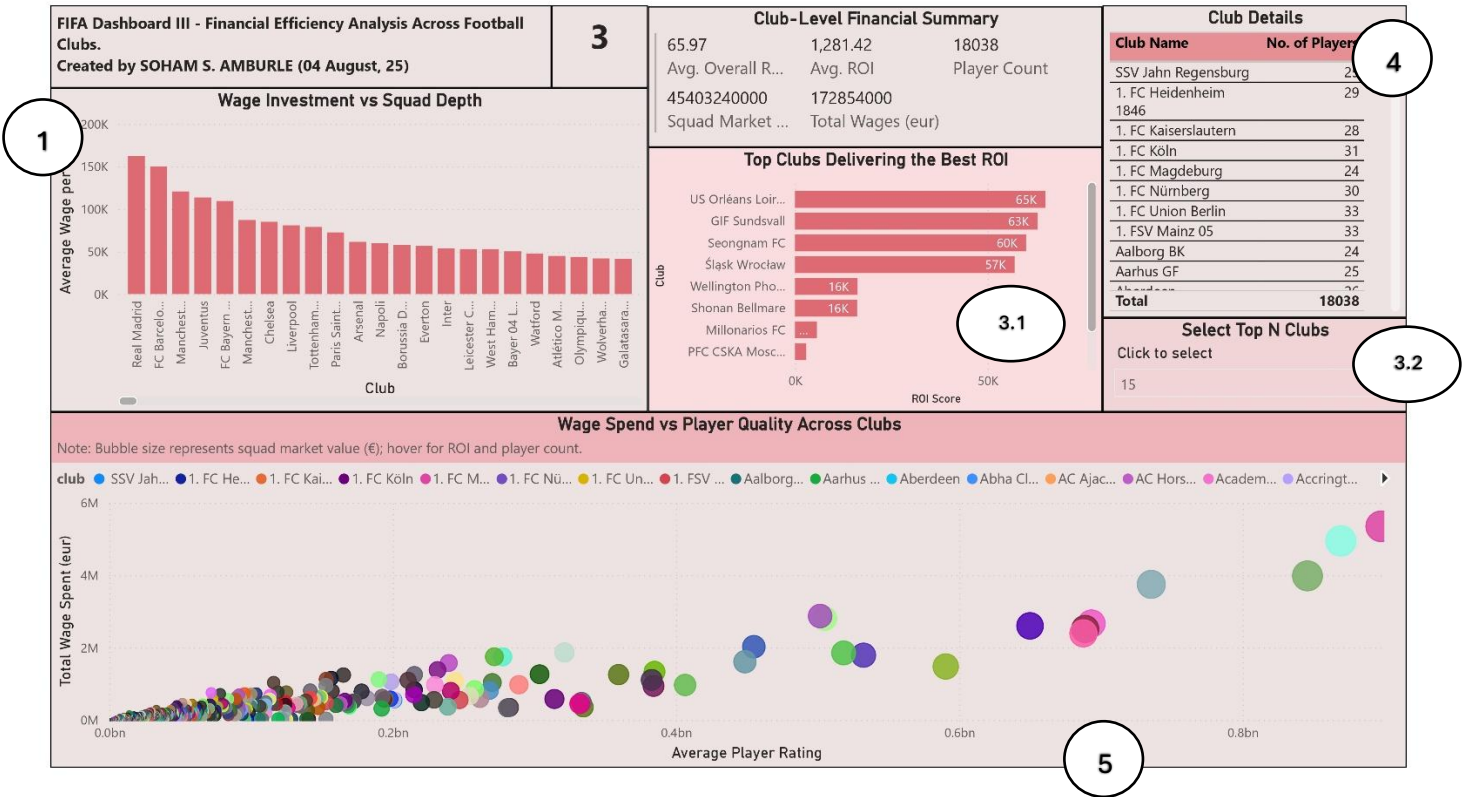 FIFA Dashboard III - Financial Efficiency Analysis Across Football
Clubs.
Created by SOHAM S. AMBURLE (04 August, 25)
3
Club-Level Financial Summary
65.97
1,281.42
18038
Avg. Overall R...
Avg. ROI
Player Count
45403240000
172854000
Squad Market ...
Total Wages (eur)
Club Details
Club Name No. of Players
4
SSV Jahn Regensburg
1. FC Heidenheim 29
1846
1. FC Kaiserslautern 28
1. FC Köln 31
1. FC Magdeburg 24
1. FC Nürnberg 30
1. FC Union Berlin 33
1. FSV Mainz 05 33
Aalborg BK 24
Aarhus GF 25
Total 18038
Wage Investment vs Squad Depth
1
Average Wage per
200K
150K
100K
50K
0K
Real Madrid
FC Barcelo...
Manchest...
Juventus
FC Bayern ...
Manchest...
Chelsea
Liverpool
Tottenham...
Paris Saint...
Arsenal
Napoli
Borussia D...
Everton
Inter
Leicester C...
West Ham...
Bayer 04 L...
Watford
Atlético M...
Olympiqu...
Wolverha...
Galatasara...
Club
Top Clubs Delivering the Best ROI
Club
US Orléans Loir... 65K
GIF Sundsvall 63K
Seongnam FC 60K
Śląsk Wrocław 57K
Wellington Pho... 16K
Shonan Bellmare 16K
Millonarios FC ...
PFC CSKA Mosc...
0K 50K
ROI Score
3.1
Select Top N Clubs
Click to select
15
3.2
Wage Spend vs Player Quality Across Clubs
Note: Bubble size represents squad market value (€); hover for ROI and player count.
club SSV Jah... 1. FC He... 1. FC Kai... 1. FC Köln 1. FC M... 1. FC Nü... 1. FC Un... 1. FSV ... Aalborg... Aarhus ... Aberdeen Abha Cl... AC Ajac... AC Hors... Academ... Accringt...
Total Wage Spent (eur)
6M
4M
2M
0M
0.0bn 0.2bn 0.4bn 0.6bn 0.8bn
Average Player Rating
5